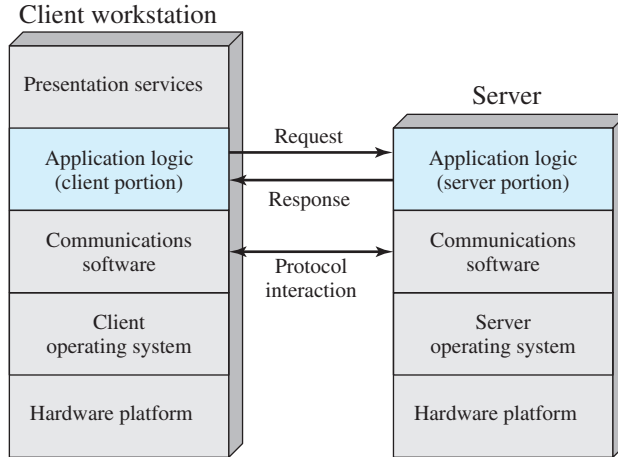 Client workstation
Presentation services
Application logic
(client portion)
Communications
software
Client
operating system
Hardware platform
Request
Response
Protocol
interaction
Server
Application logic
(server portion)
Communications
software
Server
operating system
Hardware platform